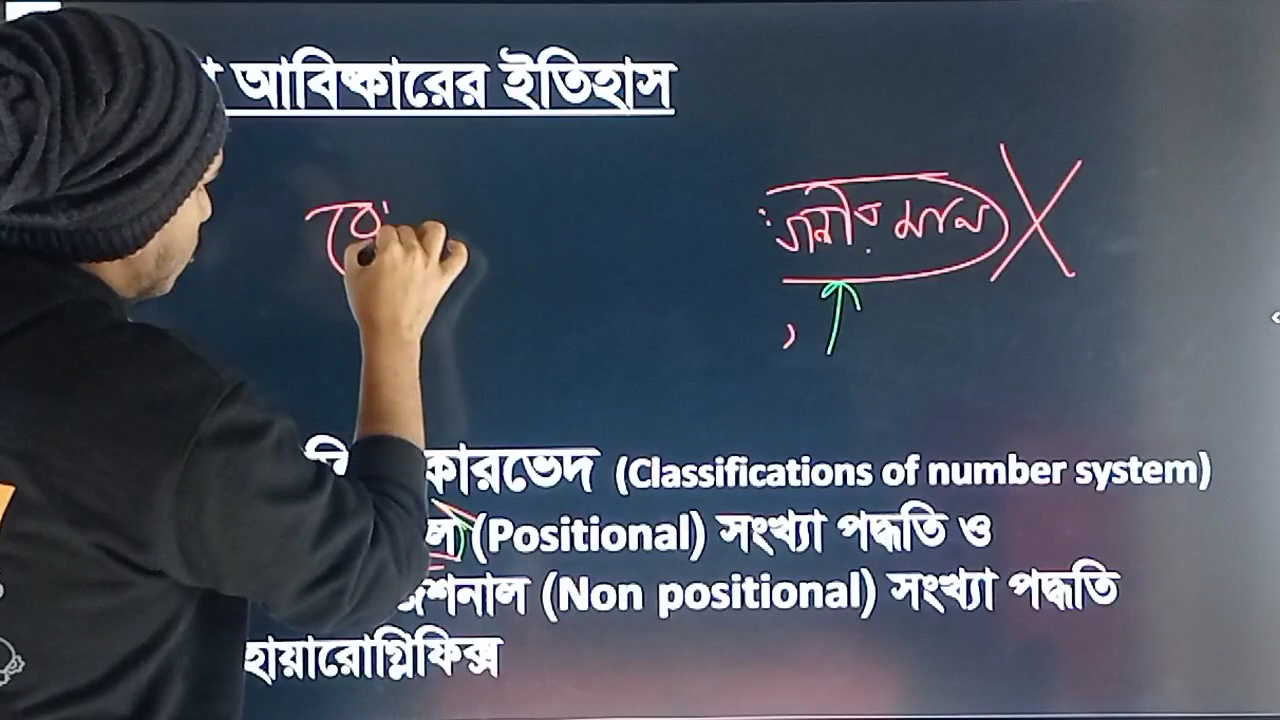 আবিষ্কারের ইতিহাস
স্থানীয় মান
কারভেদ (Classifications of number system)
ল (Positional) সংখ্যা পদ্ধতি ও
জিশনাল (Non positional) সংখ্যা পদ্ধতি
হায়ারোগ্লিফিক্স